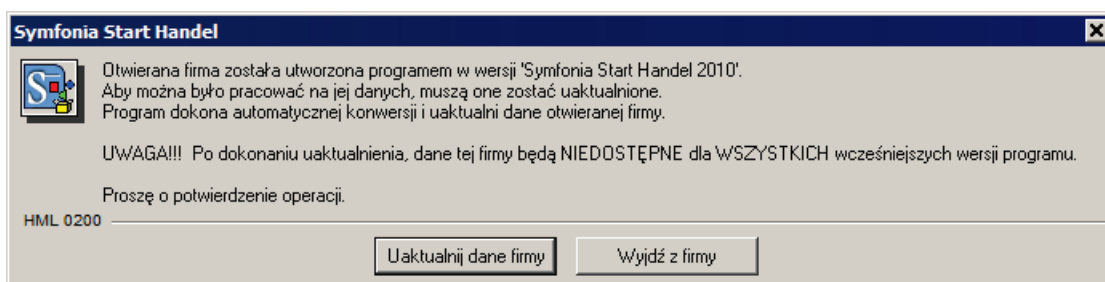 Symfonia Start Handel
Otwierana firma została utworzona programem w wersji 'Symfonia Start Handel 2010'.
Aby można było pracować na jej danych, muszą one zostać uaktualnione.
Program dokona automatycznej konwersji i uaktualni dane otwieranej firmy.
UWAGA!!! Po dokonaniu uaktualnienia, dane tej firmy będą NIEDOSTĘPNE dla WSZYSTKICH wcześniejszych wersji programu.
Proszę o potwierdzenie operacji.
HML 0200
Uaktualnij dane firmy
Wyjdź z firmy